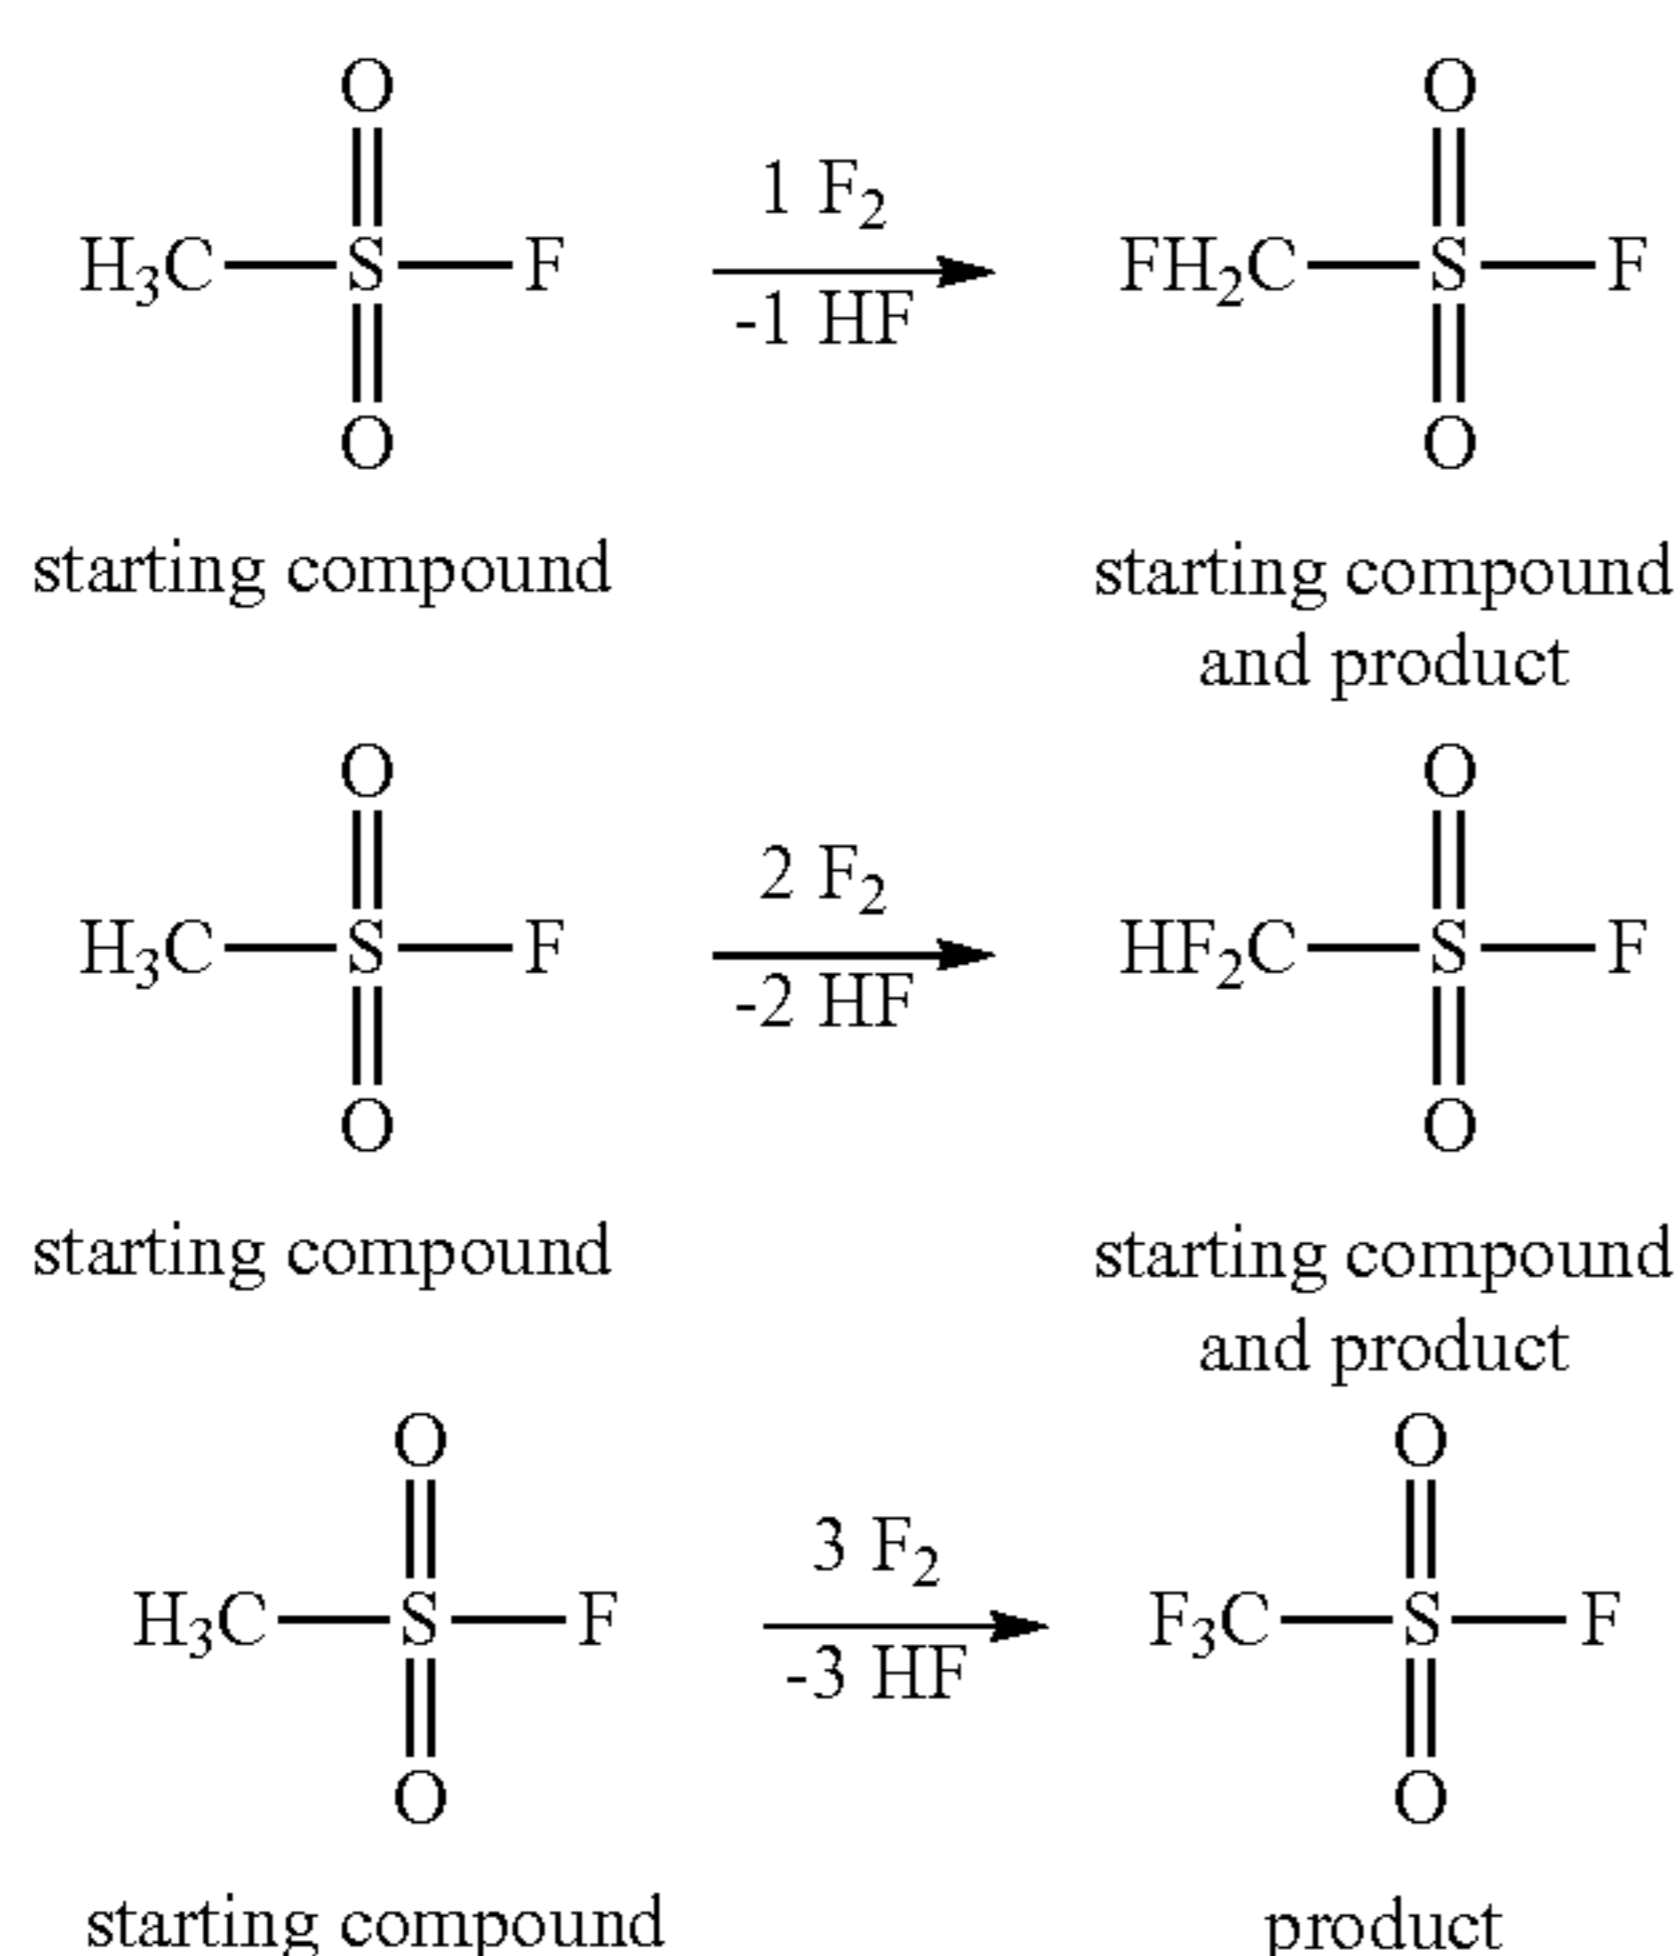 O O
1 F₂
H₃C S F FH₂C S F
-1 HF
O O
starting compound starting compound
and product
O O
2 F₂
H₃C S F HF₂C S F
-2 HF
O O
starting compound starting compound
and product
O O
3 F₂
H₃C S F F₃C S F
-3 HF
O O
starting compound product